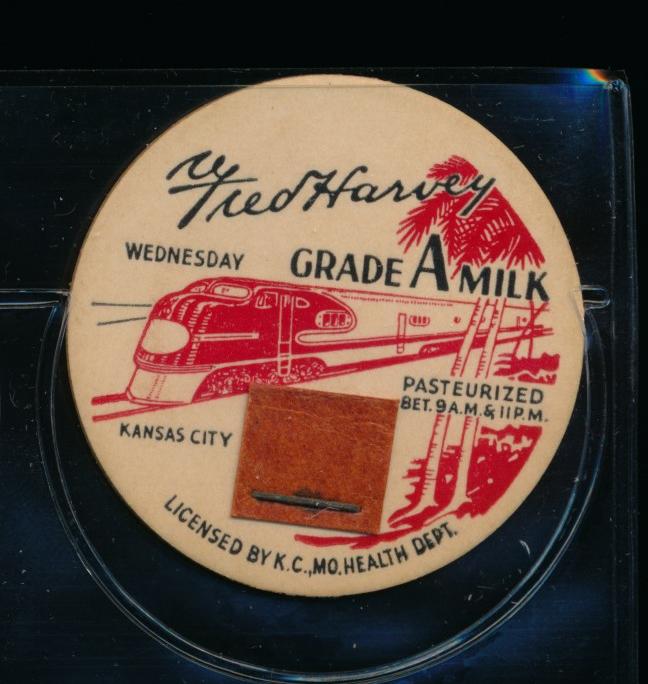 Fred Harvey
WEDNESDAY
GRADE A MILK
PASTEURIZED
BET. 9 A.M. & 11 P.M.
KANSAS CITY
LICENSED BY K.C., MO. HEALTH DEPT.